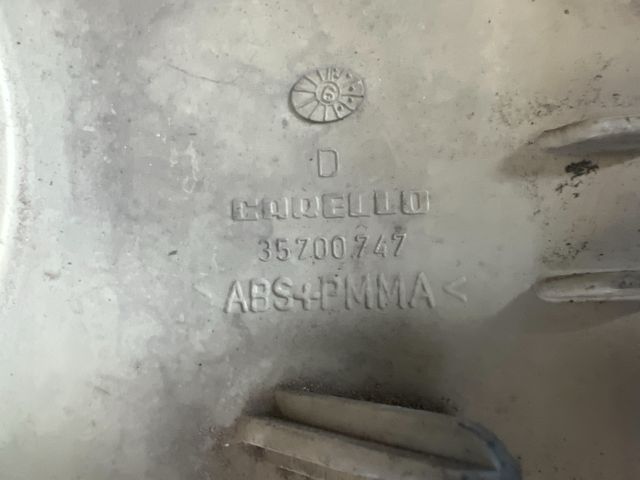 D
CARELLO
35700747
>ABS+PMMA<